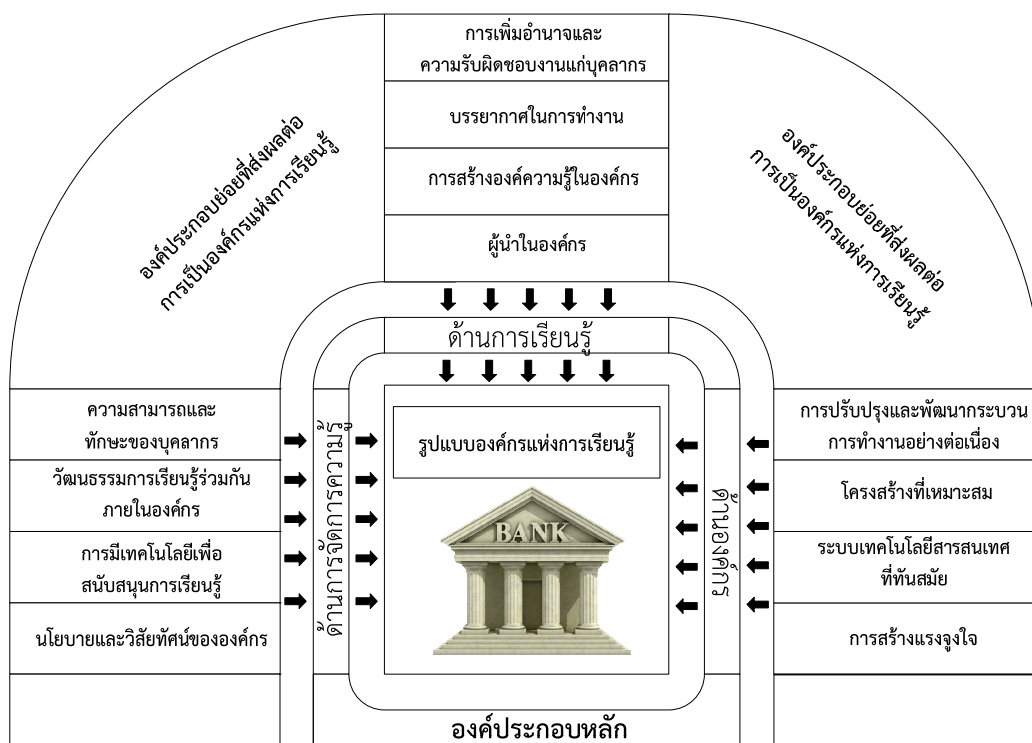 การเพิ่มอำนาจและ
ความรับผิดชอบงานแก่บุคลากร
บรรยากาศในการทำงาน
การสร้างองค์ความรู้ในองค์กร
ผู้นำในองค์กร
องค์ประกอบย่อยที่ส่งผลต่อ
การเป็นองค์กรแห่งการเรียนรู้
องค์ประกอบย่อยที่ส่งผลต่อ
การเป็นองค์กรแห่งการเรียนรู้
ด้านการเรียนรู้
ความสามารถและ
ทักษะของบุคลากร
วัฒนธรรมการเรียนรู้ร่วมกัน
ภายในองค์กร
การมีเทคโนโลยีเพื่อ
สนับสนุนการเรียนรู้
นโยบายและวิสัยทัศน์ขององค์กร
ด้านการจัดการความรู้
รูปแบบองค์กรแห่งการเรียนรู้
BANK
ด้านองค์กร
การปรับปรุงและพัฒนากระบวน
การทำงานอย่างต่อเนื่อง
โครงสร้างที่เหมาะสม
ระบบเทคโนโลยีสารสนเทศ
ที่ทันสมัย
การสร้างแรงจูงใจ
องค์ประกอบหลัก